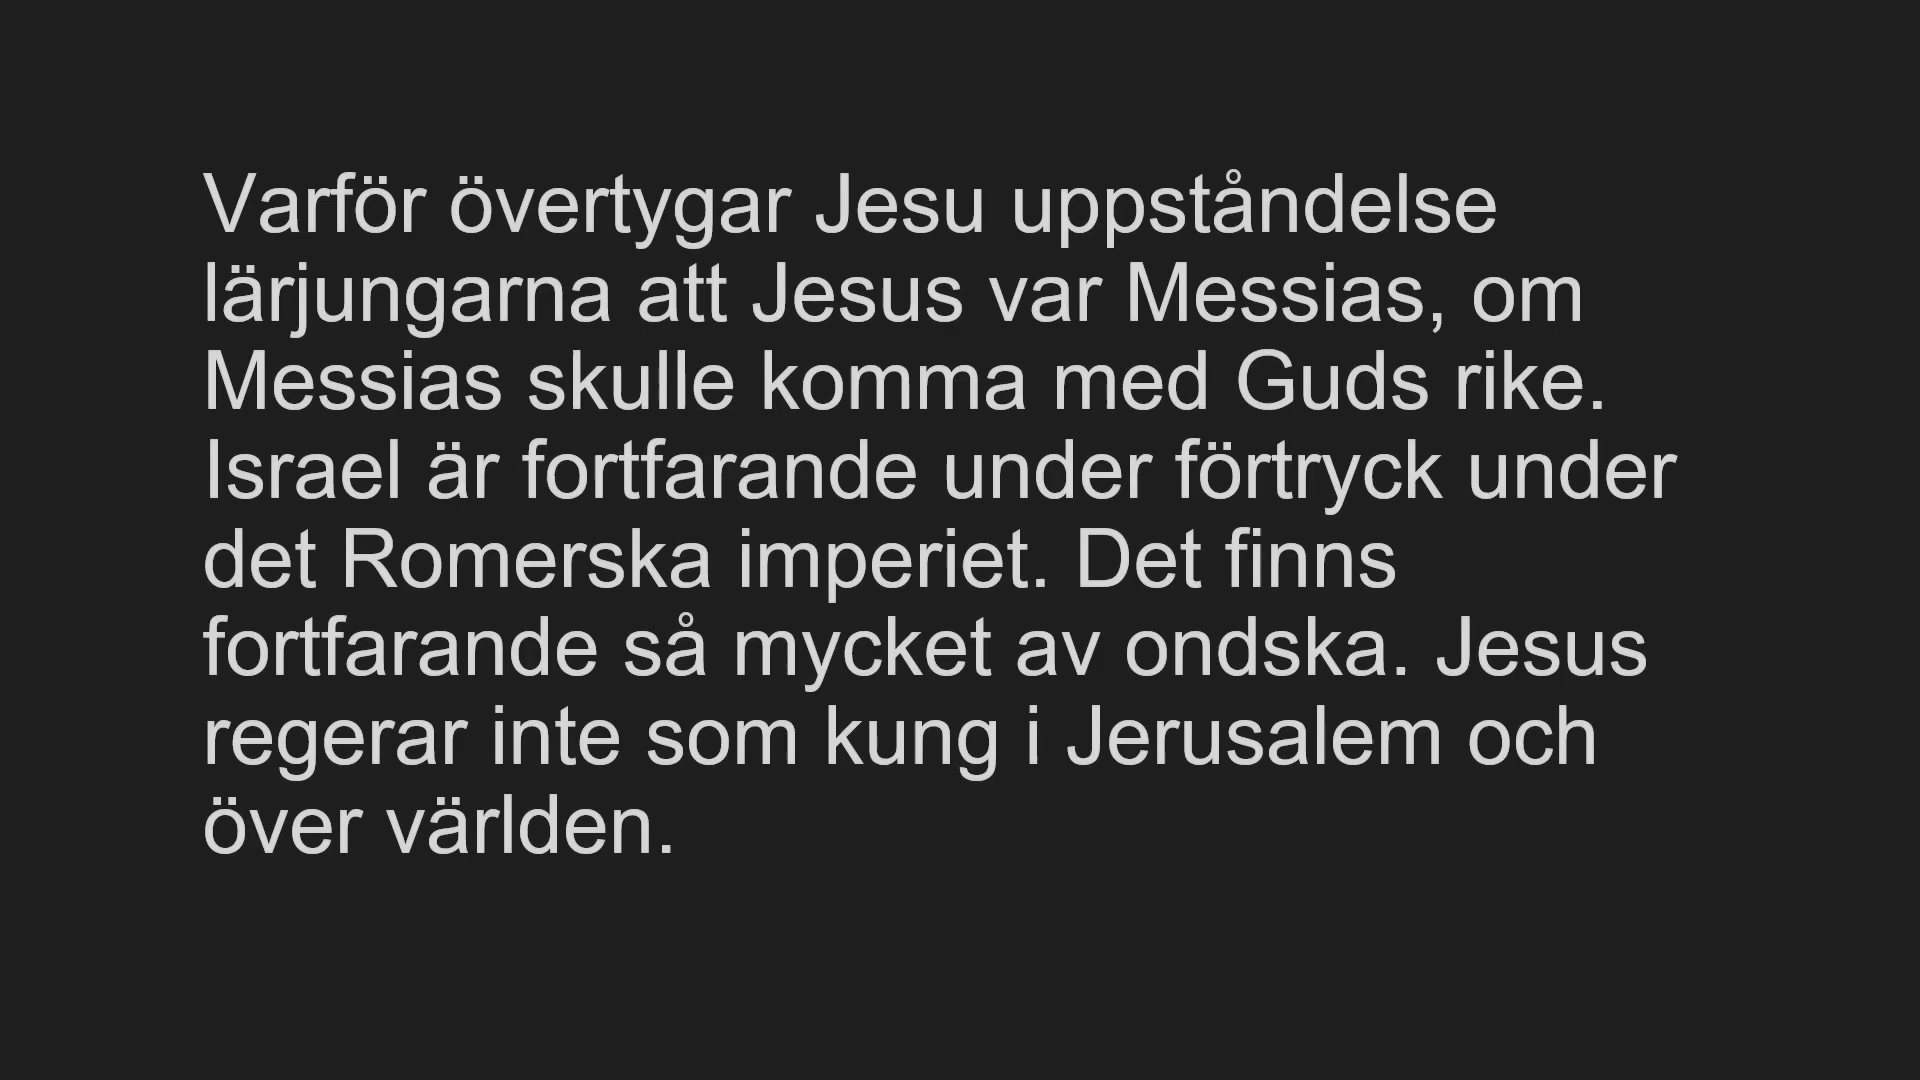 Varför övertygar Jesu uppståndelse
lärjungarna att Jesus var Messias, om
Messias skulle komma med Guds rike.
Israel är fortfarande under förtryck under
det Romerska imperiet. Det finns
fortfarande så mycket av ondska. Jesus
regerar inte som kung i Jerusalem och
över världen.